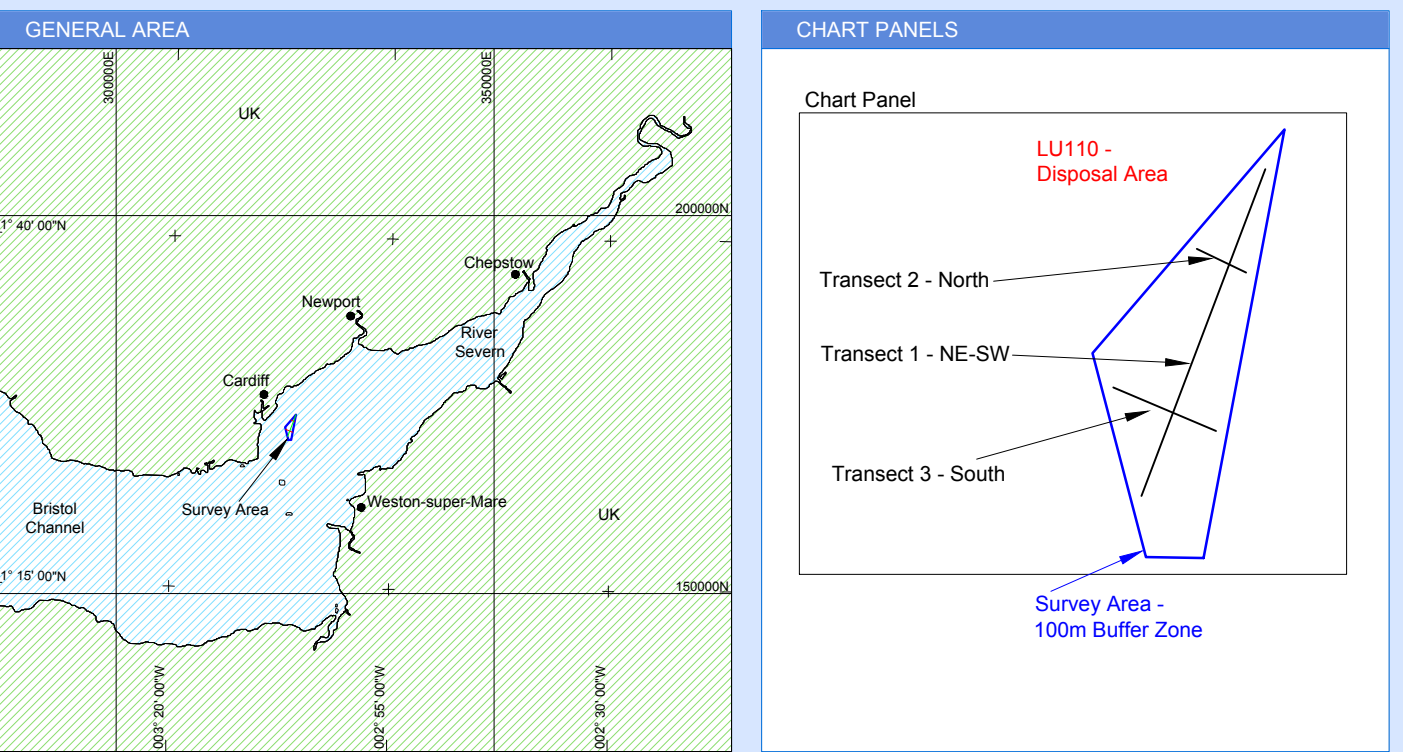 GENERAL AREA
300000E
350000E
UK
200000N
1° 40' 00"N
Chepstow
Newport
River
Severn
Cardiff
Bristol
Channel
Survey Area
Weston-super-Mare
UK
1° 15' 00"N
150000N
003° 20' 00"W
002° 55' 00"W
002° 30' 00"W
CHART PANELS
Chart Panel
LU110 -
Disposal Area
Transect 2 - North
Transect 1 - NE-SW
Transect 3 - South
Survey Area -
100m Buffer Zone